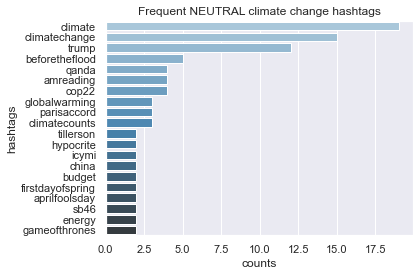 Frequent NEUTRAL climate change hashtags
climate
climatechange
trump
beforetheflood
qanda
amreading
cop22
globalwarming
parisaccord
climatecounts
tillerson
hypocrite
icymi
china
budget
firstdayofspring
aprilfoolsday
sb46
energy
gameofthrones
hashtags
0.0 2.5 5.0 7.5 10.0 12.5 15.0 17.5
counts